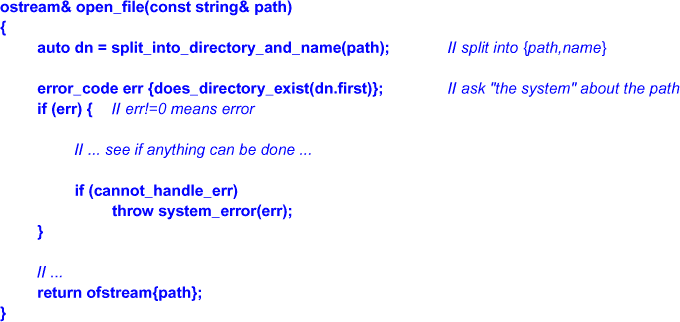 ostream& open_file(const string& path)
{
auto dn = split_into_directory_and_name(path); // split into {path,name}
error_code err {does_directory_exist(dn.first)}; // ask "the system" about the path
if (err) { // err!=0 means error
// ... see if anything can be done ...
if (cannot_handle_err)
throw system_error(err);
}
// ...
return ofstream{path};
}